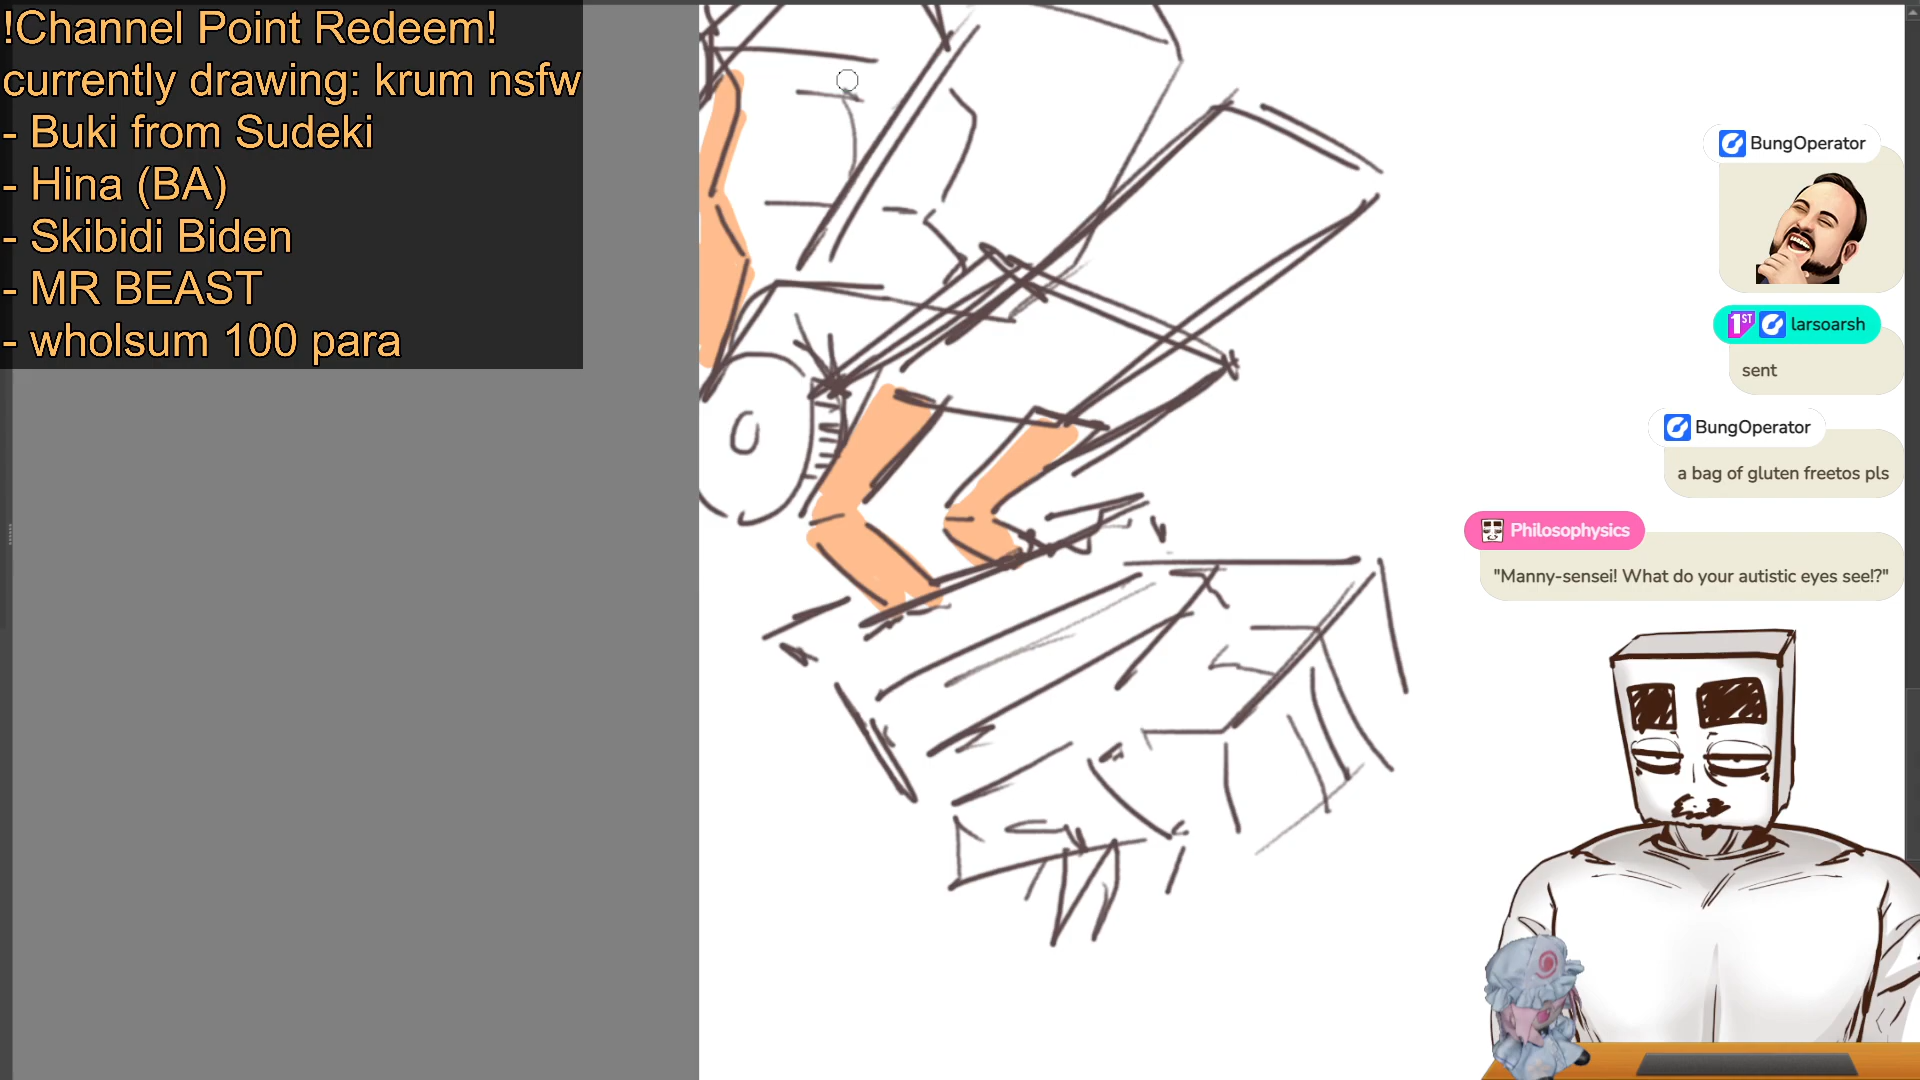 !Channel Point Redeem!
currently drawing: krum nsfw
- Buki from Sudeki
- Hina (BA)
- Skibidi Biden
- MR BEAST
- wholsum 100 para
BungOperator
1ST larsoarsh
sent
BungOperator
a bag of gluten freetos pls
Philosophysics
"Manny-sensei! What do your autistic eyes see!?"